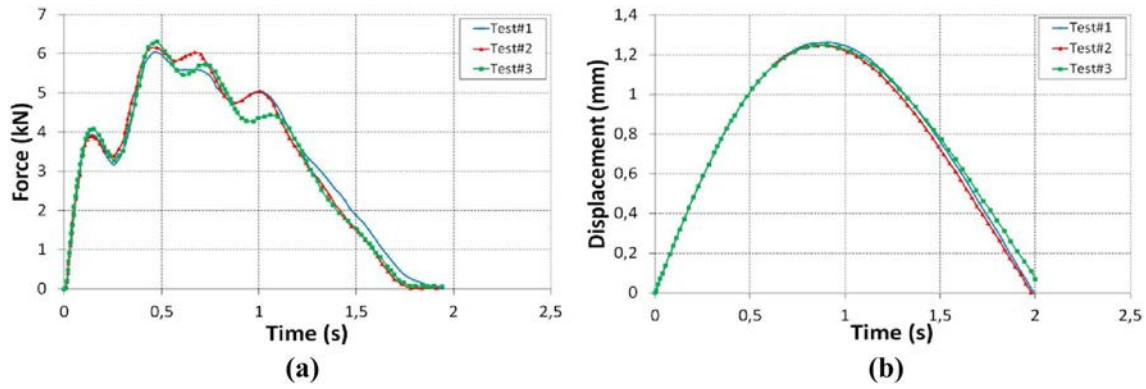 7
6
5
4
3
2
1
0
Force (kN)
Test#1
Test#2
Test#3
0 0,5 1 1,5 2 2,5
Time (s)
(a)
1,4
1,2
1
0,8
0,6
0,4
0,2
0
Displacement (mm)
Test#1
Test#2
Test#3
0 0,5 1 1,5 2 2,5
Time (s)
(b)